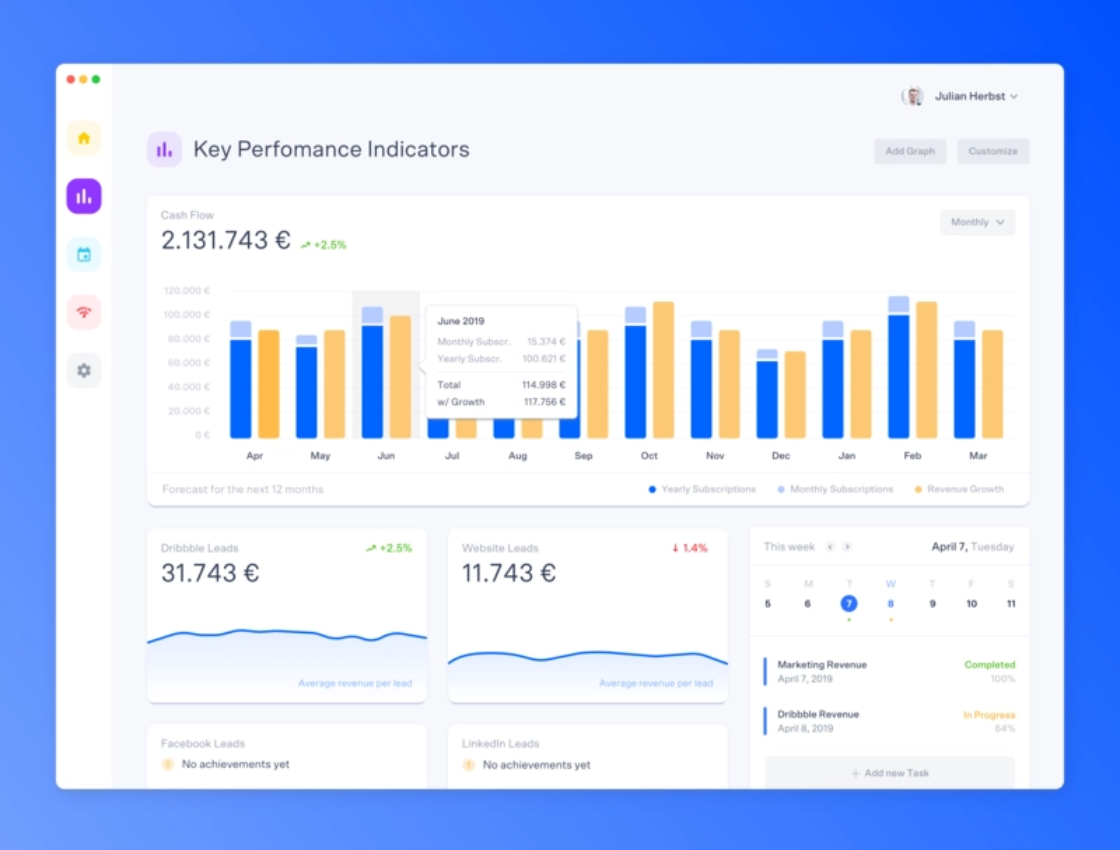 Julian Herbst
Key Perfomance Indicators
Add Graph
Customize
Cash Flow
2.131.743 € +2.5%
Monthly
120.000 €
100.000 €
80.000 €
60.000 €
40.000 €
20.000 €
0 €
June 2019
Monthly Subscr. 15.374 €
Yearly Subscr. 100.621 €
Total 114.998 €
w/ Growth 117.756 €
Apr May Jun Jul Aug Sep Oct Nov Dec Jan Feb Mar
Forecast for the next 12 months
Yearly Subscriptions Monthly Subscriptions Revenue Growth
Dribbble Leads +2.5%
31.743 €
Average revenue per lead
Website Leads 1.4%
11.743 €
Average revenue per lead
This week April 7, Tuesday
S M T W T F S
5 6 7 8 9 10 11
Marketing Revenue Completed
April 7, 2019 100%
Dribbble Revenue In Progress
April 8, 2019 64%
+ Add new Task
Facebook Leads
! No achievements yet
LinkedIn Leads
! No achievements yet